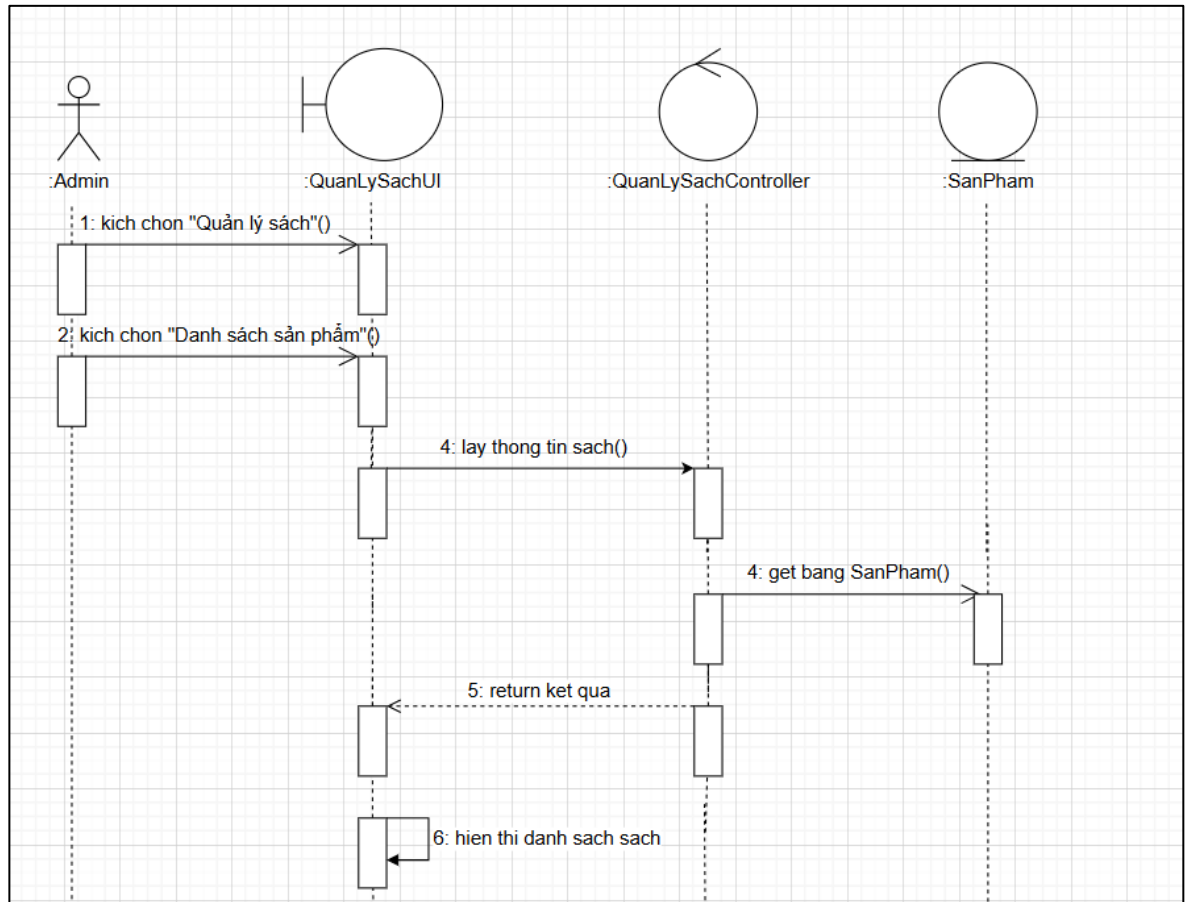 :Admin
:QuanLySachUI
:QuanLySachController
:SanPham
1: kich chon "Quản lý sách"()
2: kich chon "Danh sách sản phẩm"()
4: lay thong tin sach()
4: get bang SanPham()
5: return ket qua
6: hien thi danh sach sach